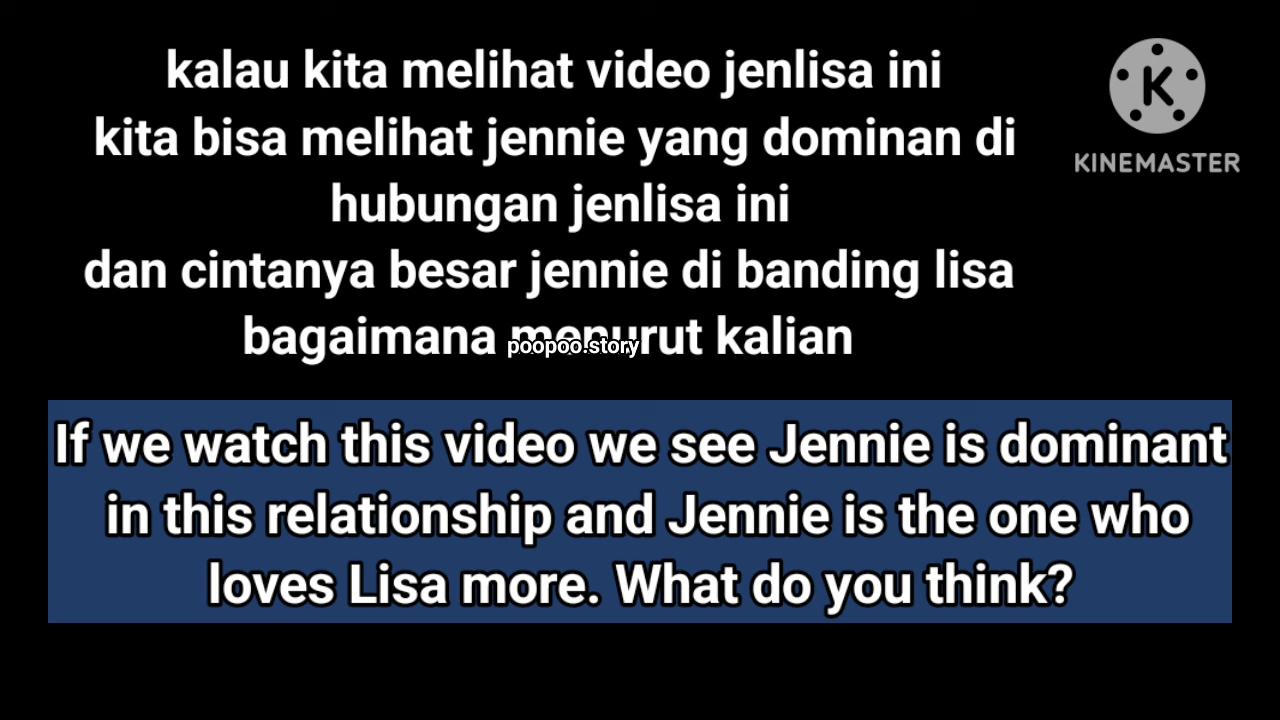 kalau kita melihat video jenlisa ini
kita bisa melihat jennie yang dominan di
hubungan jenlisa ini
dan cintanya besar jennie di banding lisa
bagaimana menurut kalian
poopoo.story
If we watch this video we see Jennie is dominant
in this relationship and Jennie is the one who
loves Lisa more. What do you think?
K
KINEMASTER